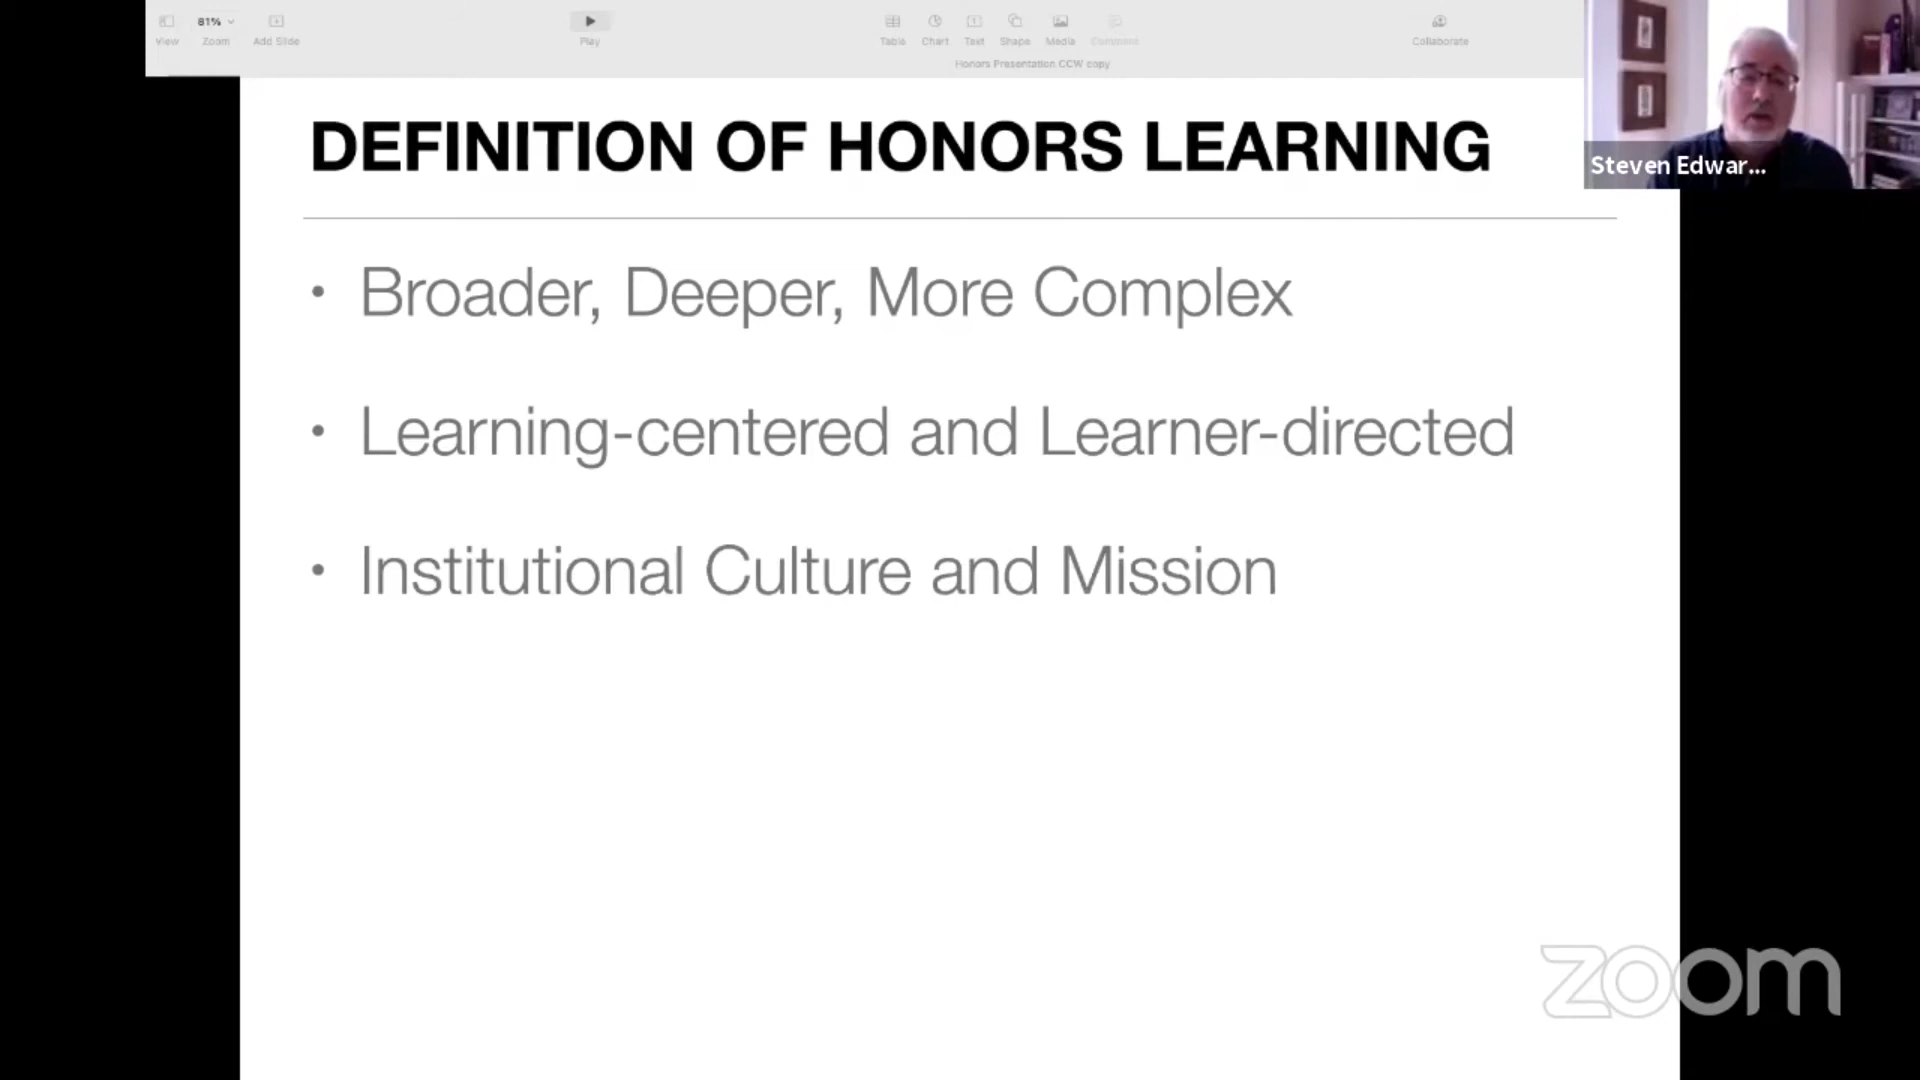 81%
View
Zoom
Add Slide
Play
Table
Chart
Text
Shape
Media
Comment
Collaborate
Honors Presentation CCW copy
Steven Edwar...
DEFINITION OF HONORS LEARNING
• Broader, Deeper, More Complex
• Learning-centered and Learner-directed
• Institutional Culture and Mission
zoom